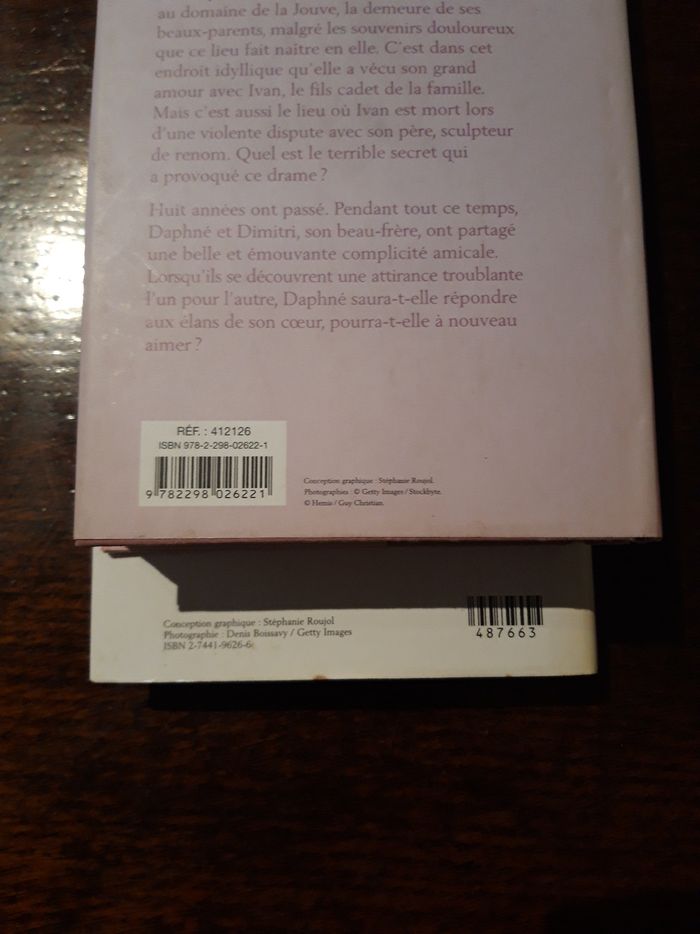 au domaine de la Jouve, la demeure de ses
beaux-parents, malgré les souvenirs douloureux
que ce lieu fait naître en elle. C'est dans cet
endroit idyllique qu'elle a vécu son grand
amour avec Ivan, le fils cadet de la famille.
Mais c'est aussi le lieu où Ivan est mort lors
d'une violente dispute avec son père, sculpteur
de renom. Quel est le terrible secret qui
a provoqué ce drame ?
Huit années ont passé. Pendant tout ce temps,
Daphné et Dimitri, son beau-frère, ont partagé
une belle et émouvante complicité amicale.
Lorsqu'ils se découvrent une attirance troublante
l'un pour l'autre, Daphné saura-t-elle répondre
aux élans de son cœur, pourra-t-elle à nouveau
aimer ?
RÉF. : 412126
ISBN 978-2-298-02622-1
9 782298 026221
Conception graphique : Stéphanie Roujol.
Photographies : © Getty Images / Stockbyte.
© Hemis / Guy Christian.
Conception graphique : Stéphanie Roujol
Photographie : Denis Boissavy / Getty Images
ISBN 2-7441-9626-6
487663